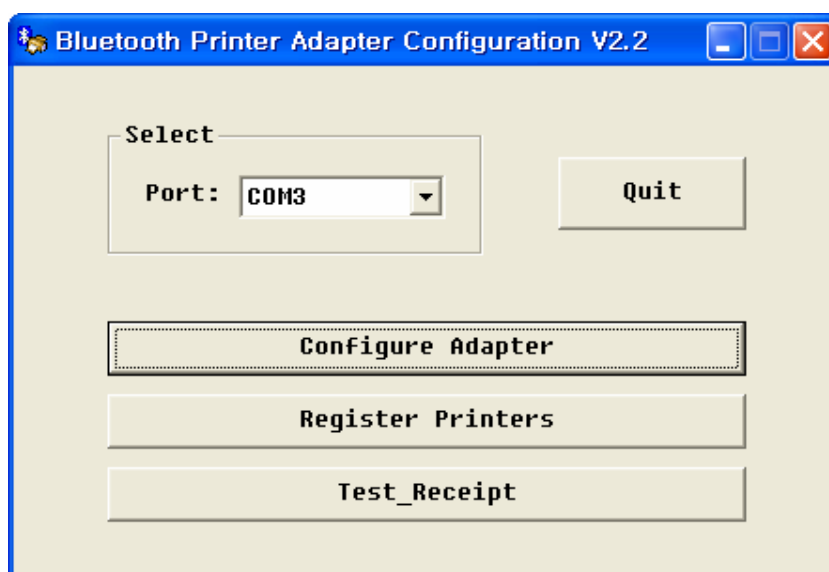 Bluetooth Printer Adapter Configuration V2.2
Select
Port: COM3
Quit
Configure Adapter
Register Printers
Test_Receipt